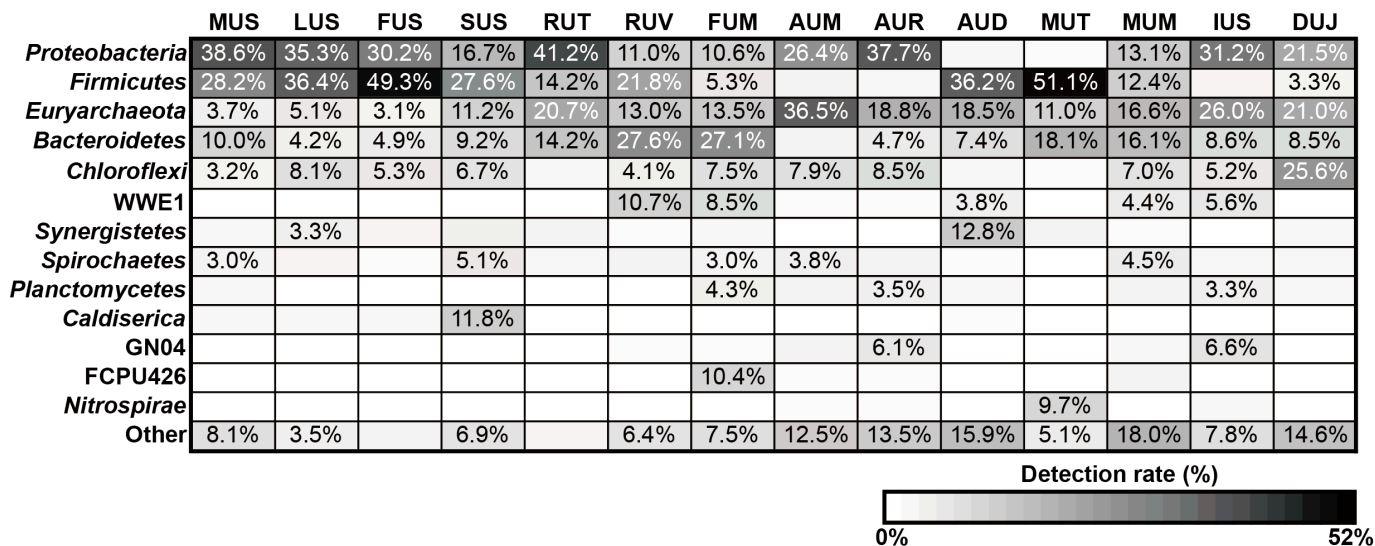 MUS LUS FUS SUS RUT RUV FUM AUM AUR AUD MUT MUM IUS DUJ
Proteobacteria 38.6% 35.3% 30.2% 16.7% 41.2% 11.0% 10.6% 26.4% 37.7% 13.1% 31.2% 21.5%
Firmicutes 28.2% 36.4% 49.3% 27.6% 14.2% 21.8% 5.3% 36.2% 51.1% 12.4% 3.3%
Euryarchaeota 3.7% 5.1% 3.1% 11.2% 20.7% 13.0% 13.5% 36.5% 18.8% 18.5% 11.0% 16.6% 26.0% 21.0%
Bacteroidetes 10.0% 4.2% 4.9% 9.2% 14.2% 27.6% 27.1% 4.7% 7.4% 18.1% 16.1% 8.6% 8.5%
Chloroflexi 3.2% 8.1% 5.3% 6.7% 4.1% 7.5% 7.9% 8.5% 7.0% 5.2% 25.6%
WWE1 10.7% 8.5% 3.8% 4.4% 5.6%
Synergistetes 3.3% 12.8%
Spirochaetes 3.0% 5.1% 3.0% 3.8% 4.5%
Planctomycetes 4.3% 3.5% 3.3%
Caldiserica 11.8%
GN04 6.1% 6.6%
FCPU426 10.4%
Nitrospirae 9.7%
Other 8.1% 3.5% 6.9% 6.4% 7.5% 12.5% 13.5% 15.9% 5.1% 18.0% 7.8% 14.6%
Detection rate (%)
0% 52%